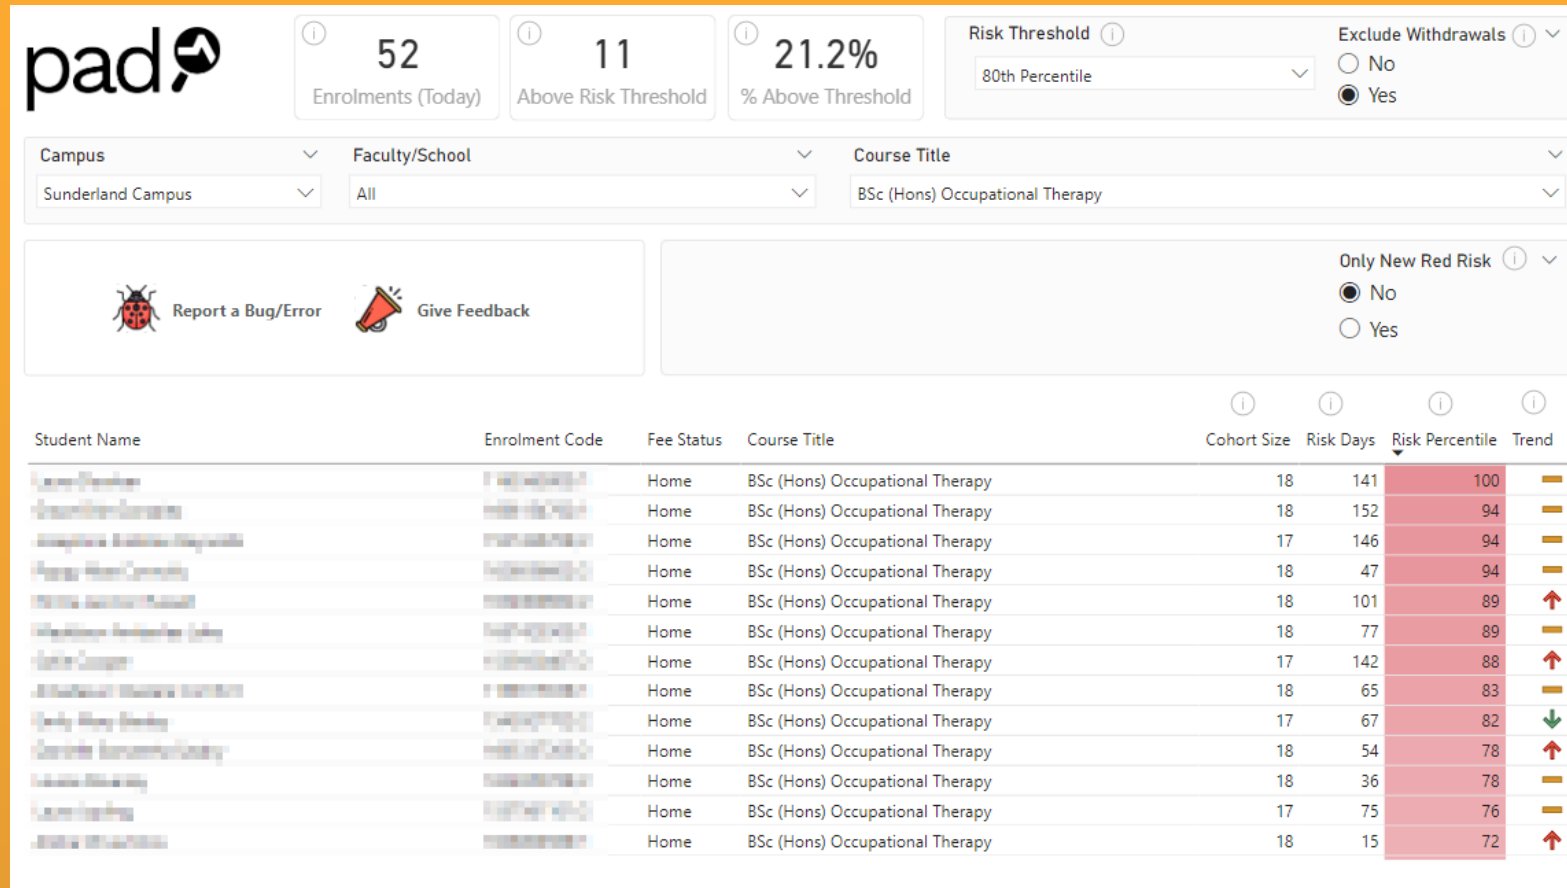 pad
52
Enrolments (Today)
11
Above Risk Threshold
21.2%
% Above Threshold
Risk Threshold
80th Percentile
Exclude Withdrawals
No
Yes
Campus
Sunderland Campus
Faculty/School
All
Course Title
BSc (Hons) Occupational Therapy
Report a Bug/Error
Give Feedback
Only New Red Risk
No
Yes
Student Name Enrolment Code Fee Status Course Title Cohort Size Risk Days Risk Percentile Trend
Home BSc (Hons) Occupational Therapy 18 141 100
Home BSc (Hons) Occupational Therapy 18 152 94
Home BSc (Hons) Occupational Therapy 17 146 94
Home BSc (Hons) Occupational Therapy 18 47 94
Home BSc (Hons) Occupational Therapy 18 101 89
Home BSc (Hons) Occupational Therapy 18 77 89
Home BSc (Hons) Occupational Therapy 17 142 88
Home BSc (Hons) Occupational Therapy 18 65 83
Home BSc (Hons) Occupational Therapy 17 67 82
Home BSc (Hons) Occupational Therapy 18 54 78
Home BSc (Hons) Occupational Therapy 18 36 78
Home BSc (Hons) Occupational Therapy 17 75 76
Home BSc (Hons) Occupational Therapy 18 15 72